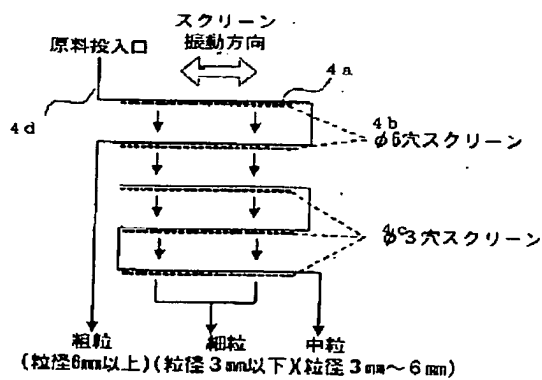 スクリーン
振動方向
原料投入口
4a
4d
4b
φ6穴スクリーン
4c
φ3穴スクリーン
粗粒
細粒
中粒
(粒径6mm以上)(粒径3mm以下)(粒径3mm〜6mm)